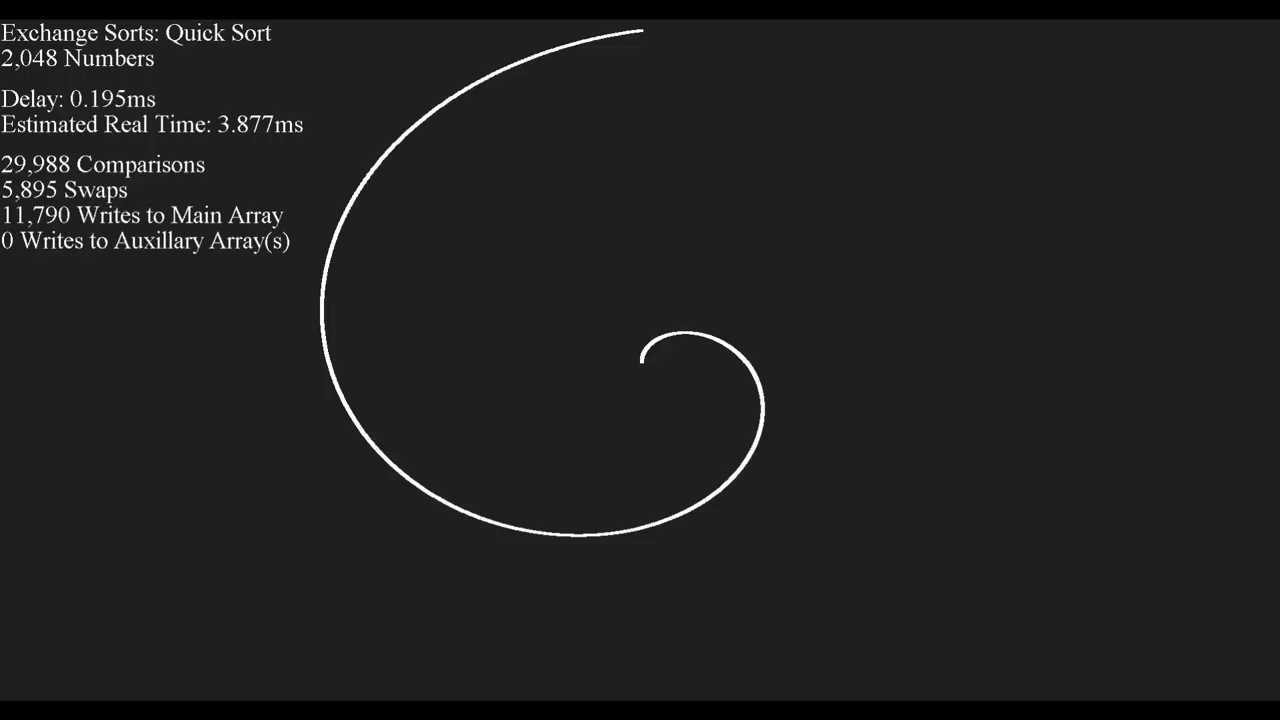 Exchange Sorts: Quick Sort
2,048 Numbers
Delay: 0.195ms
Estimated Real Time: 3.877ms
29,988 Comparisons
5,895 Swaps
11,790 Writes to Main Array
0 Writes to Auxillary Array(s)